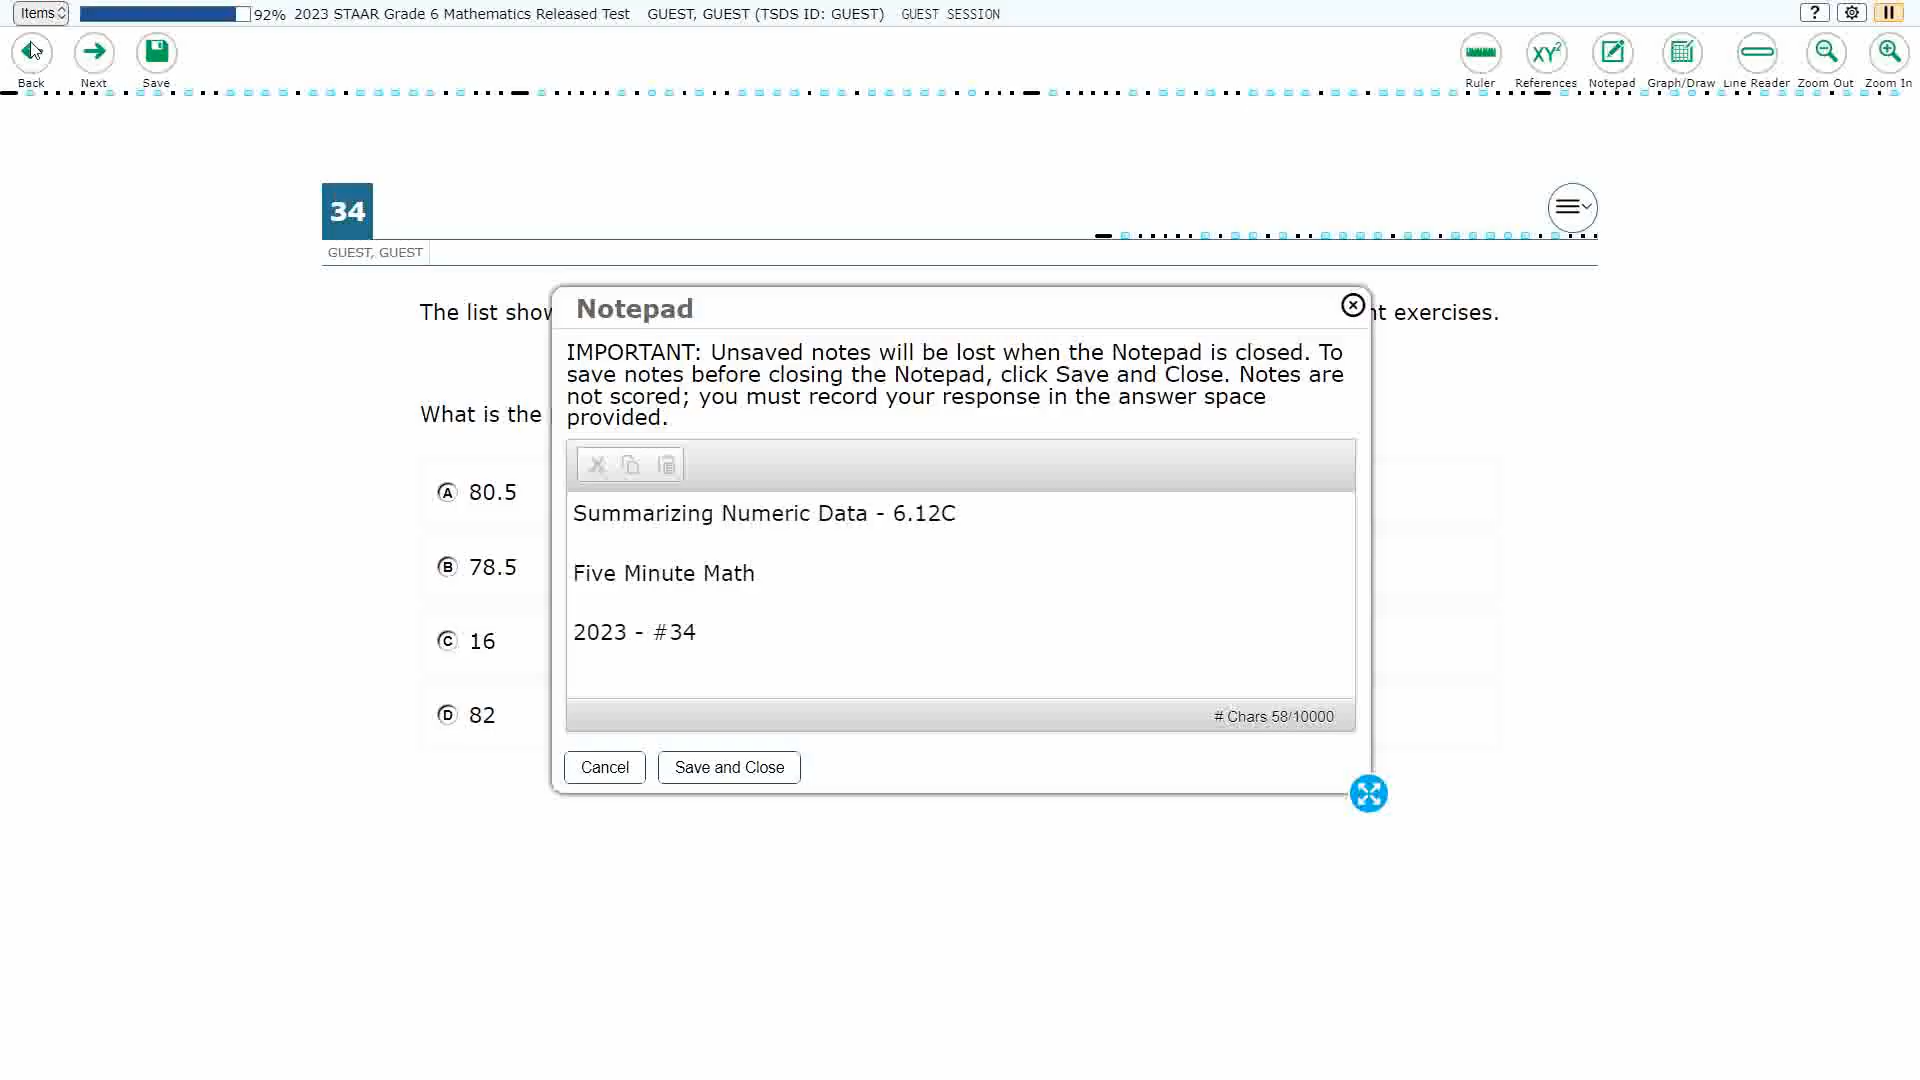 Items 92% 2023 STAAR Grade 6 Mathematics Released Test GUEST, GUEST (TSDS ID: GUEST) GUEST SESSION ?
Back Next Save Ruler XY² References Notepad Graph/Draw Line Reader Zoom Out Zoom In
34
GUEST, GUEST
The list show
nt exercises.
What is the
A 80.5
B 78.5
C 16
D 82
Notepad
IMPORTANT: Unsaved notes will be lost when the Notepad is closed. To
save notes before closing the Notepad, click Save and Close. Notes are
not scored; you must record your response in the answer space
provided.
Summarizing Numeric Data - 6.12C
Five Minute Math
2023 - #34
# Chars 58/10000
Cancel Save and Close